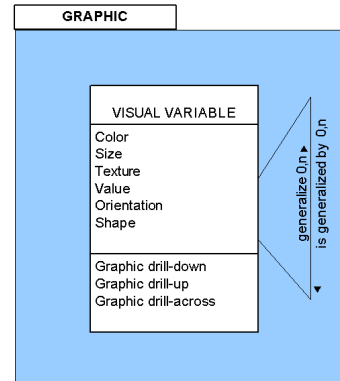 GRAPHIC
VISUAL VARIABLE
Color
Size
Texture
Value
Orientation
Shape
Graphic drill-down
Graphic drill-up
Graphic drill-across
generalize 0,n
is generalized by 0,n